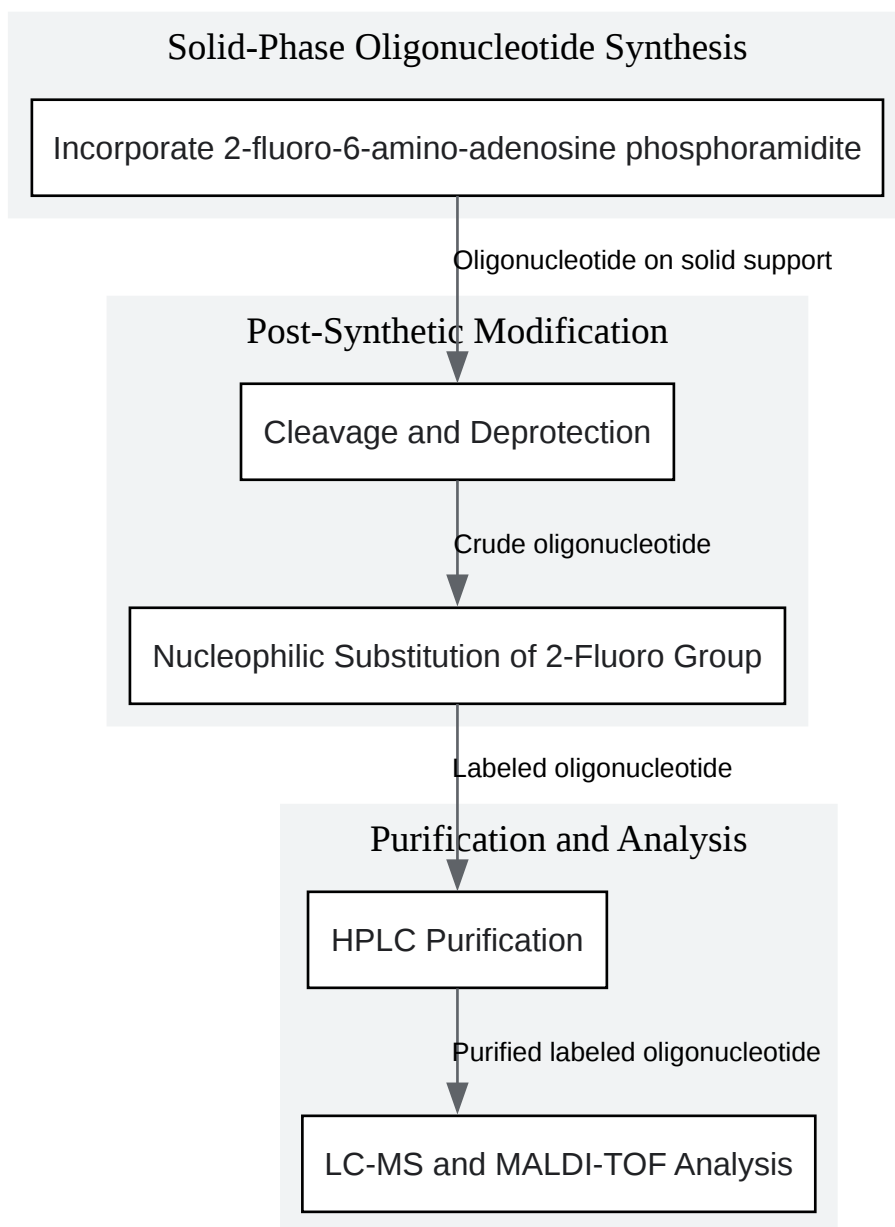 Solid-Phase Oligonucleotide Synthesis
Incorporate 2-fluoro-6-amino-adenosine phosphoramidite
Oligonucleotide on solid support
Post-Synthetic Modification
Cleavage and Deprotection
Crude oligonucleotide
Nucleophilic Substitution of 2-Fluoro Group
Labeled oligonucleotide
Purification and Analysis
HPLC Purification
Purified labeled oligonucleotide
LC-MS and MALDI-TOF Analysis